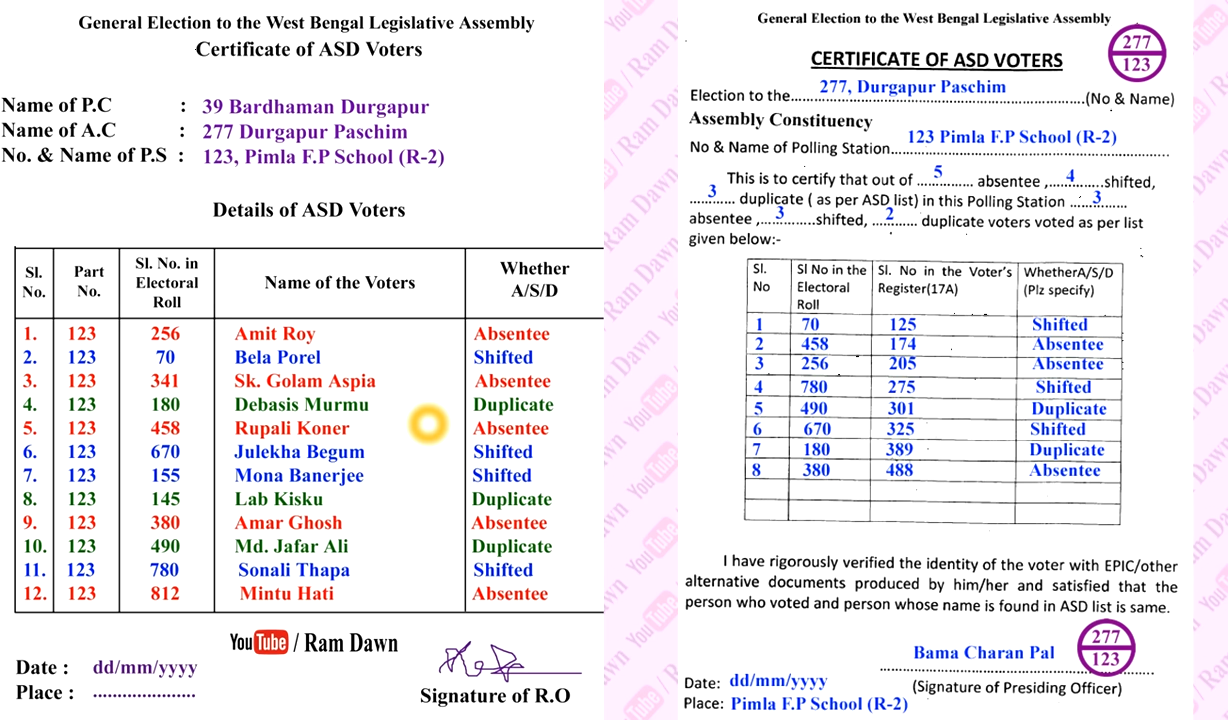 General Election to the West Bengal Legislative Assembly
Certificate of ASD Voters
Name of P.C : 39 Bardhaman Durgapur
Name of A.C : 277 Durgapur Paschim
No. & Name of P.S : 123, Pimla F.P School (R-2)
Details of ASD Voters
Sl. No. Part No. Sl. No. in Electoral Roll Name of the Voters Whether A/S/D
1. 123 256 Amit Roy Absentee
2. 123 70 Bela Porel Shifted
3. 123 341 Sk. Golam Aspia Absentee
4. 123 180 Debasis Murmu Duplicate
5. 123 458 Rupali Koner Absentee
6. 123 670 Julekha Begum Shifted
7. 123 155 Mona Banerjee Shifted
8. 123 145 Lab Kisku Duplicate
9. 123 380 Amar Ghosh Absentee
10. 123 490 Md. Jafar Ali Duplicate
11. 123 780 Sonali Thapa Shifted
12. 123 812 Mintu Hati Absentee
YouTube / Ram Dawn
Date : dd/mm/yyyy
Place : .....................
Signature of R.O
General Election to the West Bengal Legislative Assembly
277
123
CERTIFICATE OF ASD VOTERS
Election to the.....277, Durgapur Paschim.....(No & Name)
Assembly Constituency
No & Name of Polling Station.....123 Pimla F.P School (R-2)
This is to certify that out of ....5.... absentee ,....4....shifted,
....3.... duplicate ( as per ASD list) in this Polling Station ....3....
absentee ,....3....shifted, ....2.... duplicate voters voted as per list
given below:-
Sl. No Sl No in the Electoral Roll Sl. No in the Voter's Register(17A) WhetherA/S/D (Plz specify)
1 70 125 Shifted
2 458 174 Absentee
3 256 205 Absentee
4 780 275 Shifted
5 490 301 Duplicate
6 670 325 Shifted
7 180 389 Duplicate
8 380 488 Absentee
I have rigorously verified the identity of the voter with EPIC/other
alternative documents produced by him/her and satisfied that the
person who voted and person whose name is found in ASD list is same.
277
123
Bama Charan Pal
(Signature of Presiding Officer)
Date: dd/mm/yyyy
Place: Pimla F.P School (R-2)